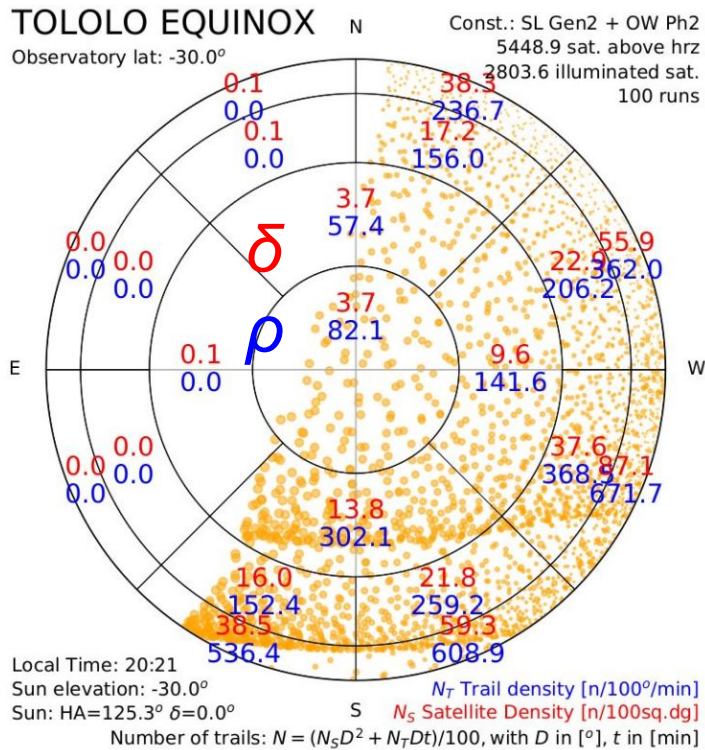 TOLOLO EQUINOX
Observatory lat: -30.0°
N
Const.: SL Gen2 + OW Ph2
5448.9 sat. above hrz
2803.6 illuminated sat.
100 runs
0.1
0.0
38.3
236.7
0.1
0.0
17.2
156.0
3.7
57.4
δ
0.0
0.0
0.0
0.0
22.9
206.2
55.9
362.0
ρ
3.7
82.1
E
0.1
0.0
9.6
141.6
W
0.0
0.0
0.0
0.0
37.6
87.1
671.7
13.8
302.1
16.0
152.4
21.8
259.2
38.5
536.4
59.3
608.9
Local Time: 20:21
Sun elevation: -30.0°
Sun: HA=125.3° δ=0.0°
S
N_T Trail density [n/100°/min]
N_S Satellite Density [n/100sq.dg]
Number of trails: N = (N_S D² + N_T Dt)/100, with D in [°], t in [min]